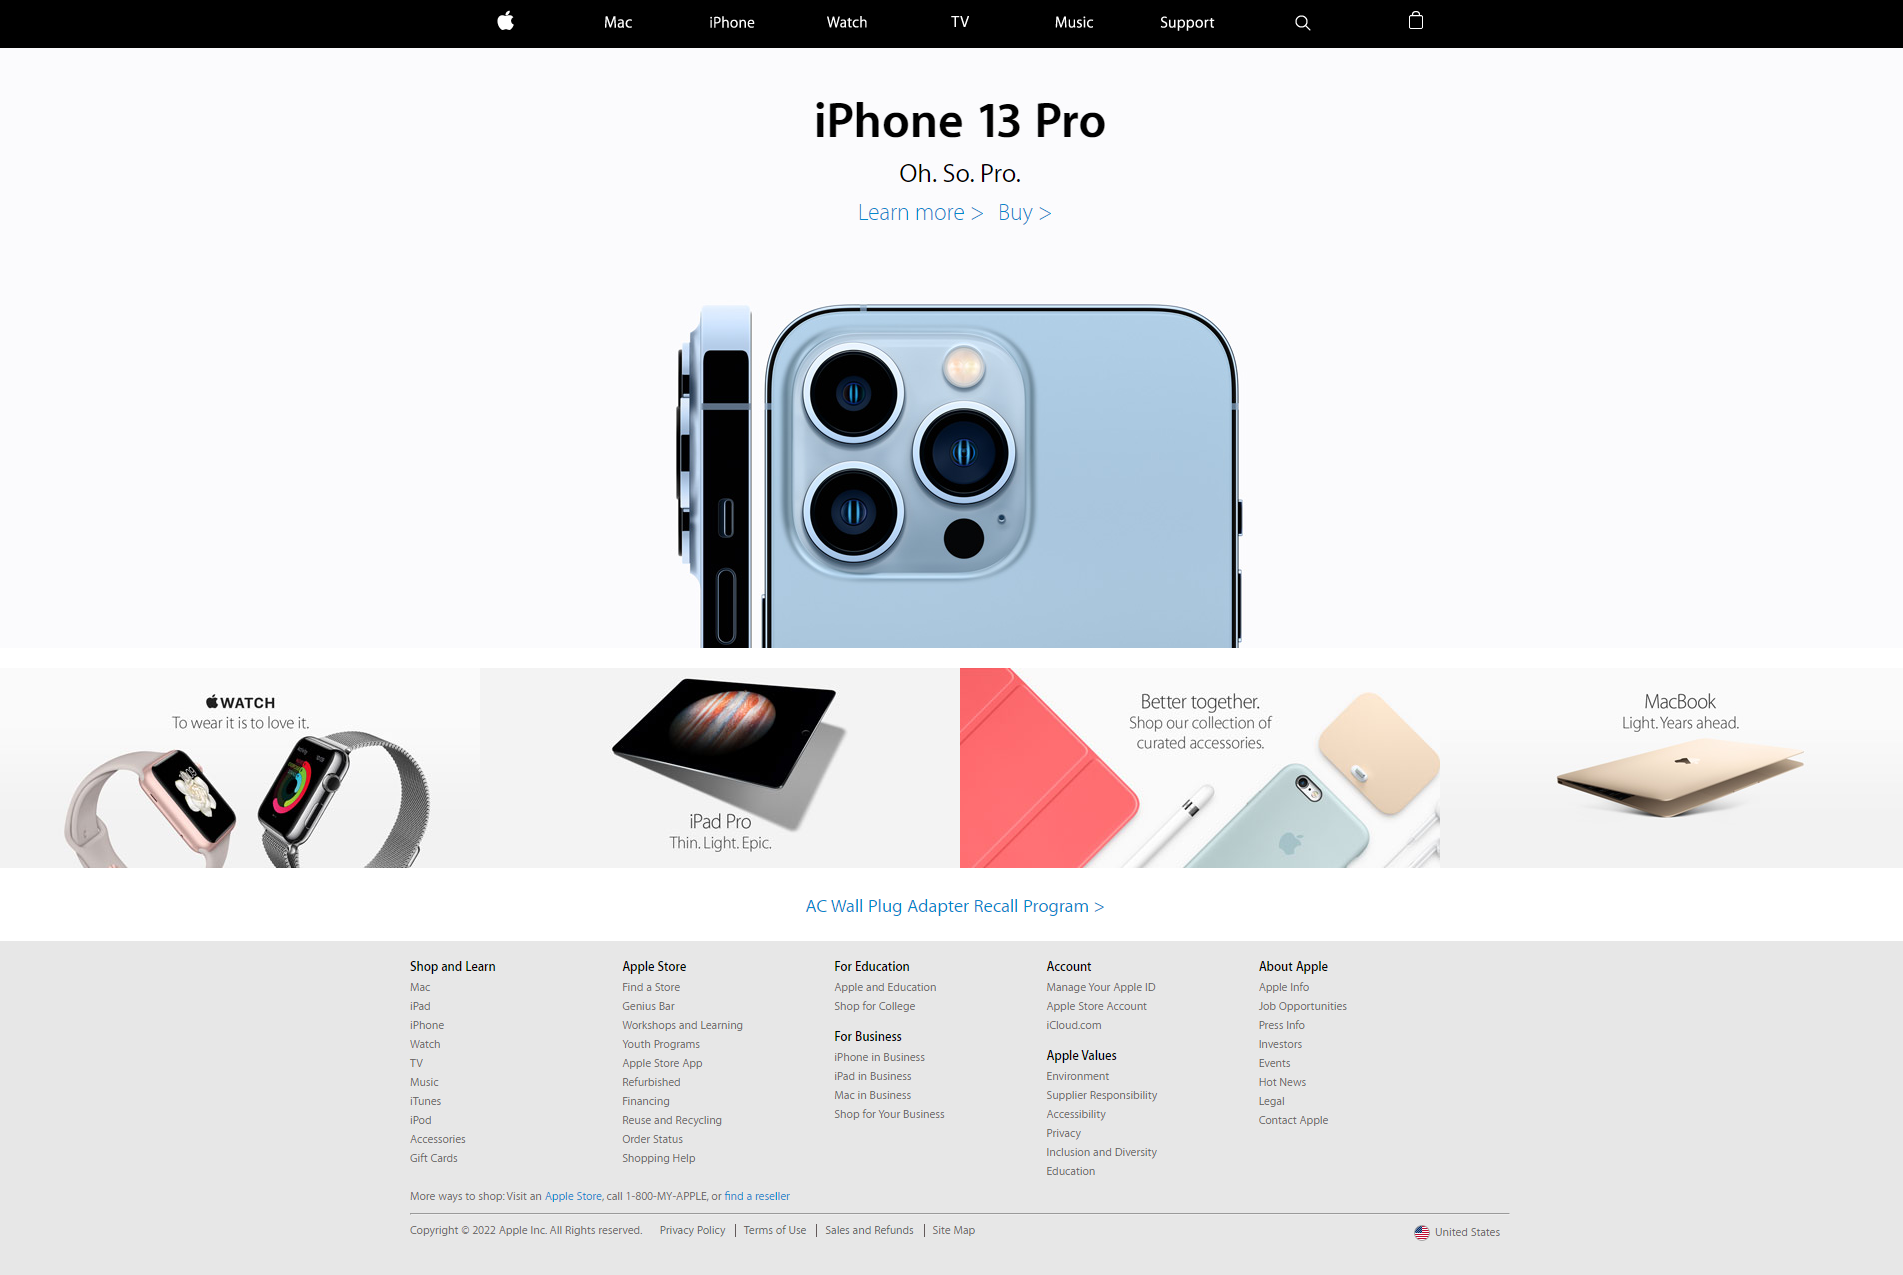 Mac iPhone Watch TV Music Support
iPhone 13 Pro
Oh. So. Pro.
Learn more > Buy >
WATCH
To wear it is to love it.
iPad Pro
Thin. Light. Epic.
Better together.
Shop our collection of
curated accessories.
MacBook
Light. Years ahead.
AC Wall Plug Adapter Recall Program >
Shop and Learn
Mac
iPad
iPhone
Watch
TV
Music
iTunes
iPod
Accessories
Gift Cards
Apple Store
Find a Store
Genius Bar
Workshops and Learning
Youth Programs
Apple Store App
Refurbished
Financing
Reuse and Recycling
Order Status
Shopping Help
For Education
Apple and Education
Shop for College
For Business
iPhone in Business
iPad in Business
Mac in Business
Shop for Your Business
Account
Manage Your Apple ID
Apple Store Account
iCloud.com
Apple Values
Environment
Supplier Responsibility
Accessibility
Privacy
Inclusion and Diversity
Education
About Apple
Apple Info
Job Opportunities
Press Info
Investors
Events
Hot News
Legal
Contact Apple
More ways to shop: Visit an Apple Store, call 1-800-MY-APPLE, or find a reseller
Copyright © 2022 Apple Inc. All Rights reserved. Privacy Policy | Terms of Use | Sales and Refunds | Site Map United States